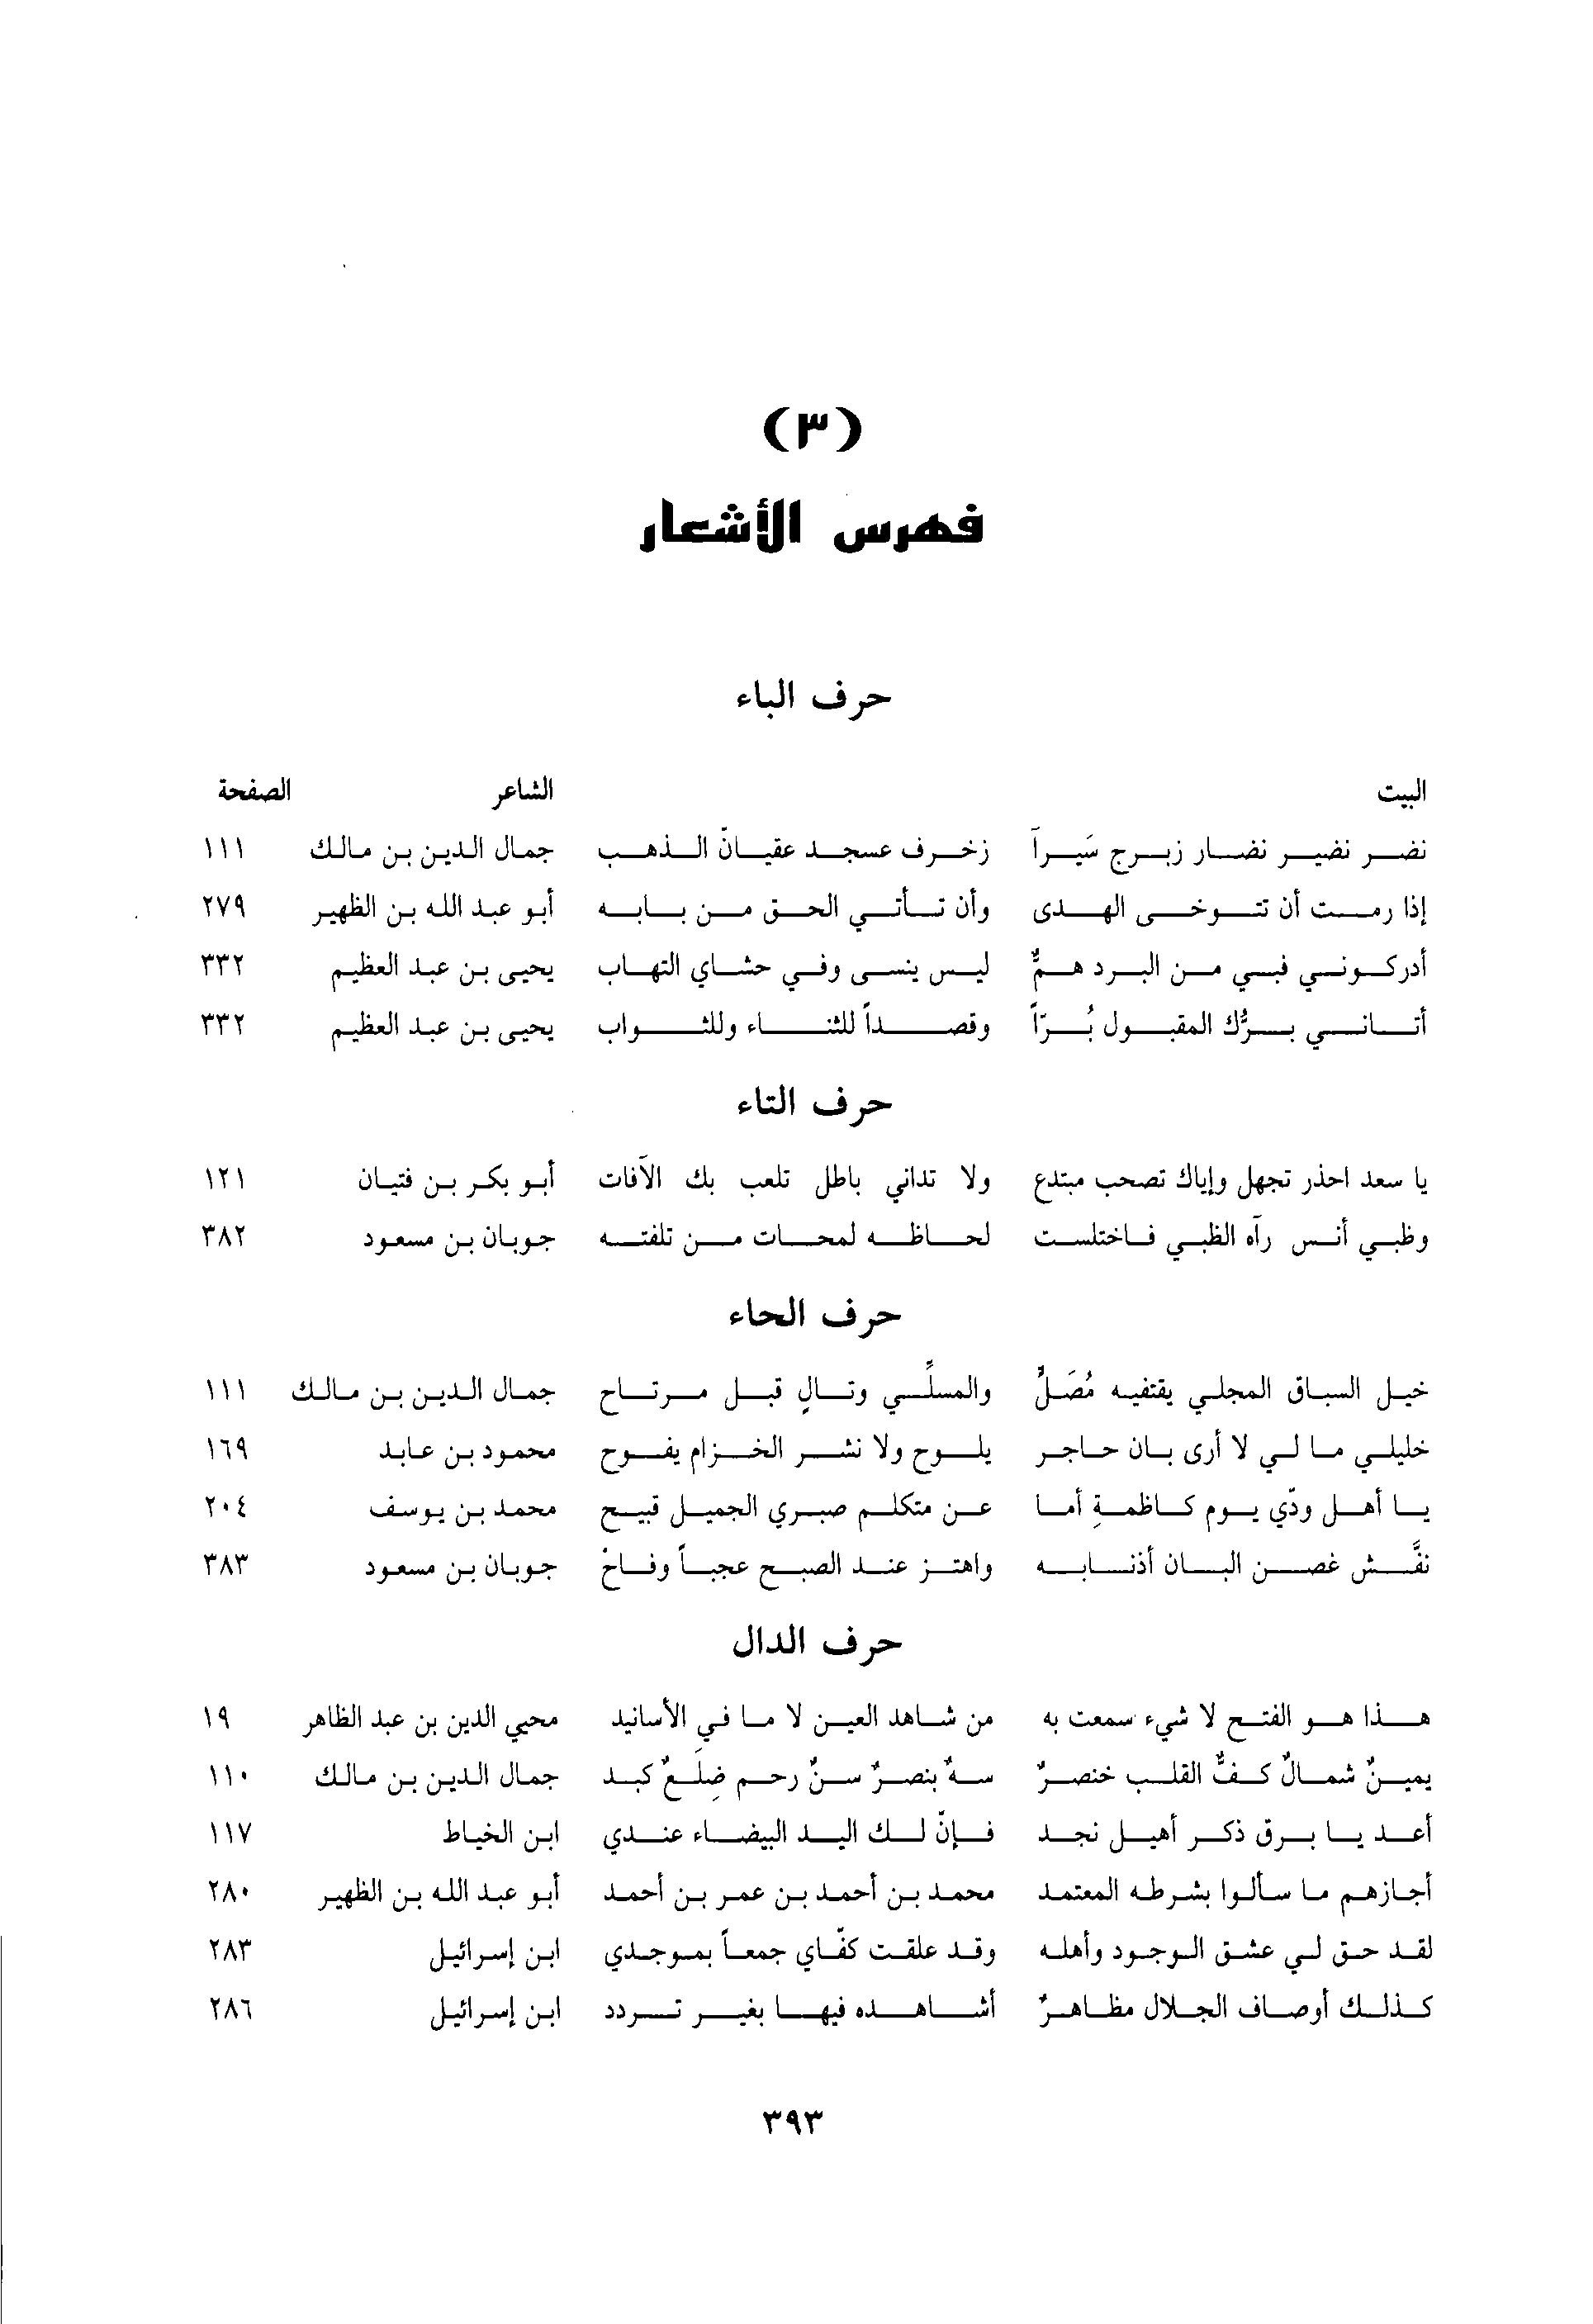 (٣)
فهرس الأشعار
حرف الباء
البيت الشاعر الصفحة
نضر نضير نضار زبرج سَيراً زخرف عسجد عقيانّ الذهب جمال الدين بن مالك ١١١
إذا رمت أن تتوخى الهدى وأن تأتي الحق من بابه أبو عبد الله بن الظهير ٢٧٩
أدركوني فبي من البرد همٌّ ليس ينسى وفي حشاي التهاب يحيى بن عبد العظيم ٣٣٢
أتاني برُّك المقبول بُرّاً وقصداً للثناء وللثواب يحيى بن عبد العظيم ٣٣٢
حرف التاء
يا سعد احذر تجهل وإياك تصحب مبتدع ولا تداني باطل تلعب بك الآفات أبو بكر بن فتيان ١٢١
وظبي أنس رآه الظبي فاختلست لحاظه لمحات من تلفته جوبان بن مسعود ٣٨٢
حرف الحاء
خيل السباق المجلي يقتفيه مُصَلٍّ والمسلّي وتالٍ قبل مرتاح جمال الدين بن مالك ١١١
خليلي ما لي لا أرى بان حاجر يلوح ولا نشر الخزام يفوح محمود بن عابد ١٦٩
يا أهل ودّي يوم كاظمةِ أما عن متكلم صبري الجميل قبيح محمد بن يوسف ٢٠٤
نفَّش غصن البان أذنابه واهتز عند الصبح عجباً وفاخْ جوبان بن مسعود ٣٨٣
حرف الدال
هذا هو الفتح لا شيء سمعت به من شاهد العين لا ما في الأسانيد محيي الدين بن عبد الظاهر ١٩
يمينٌ شمالٌ كفٌّ القلب خنصرٌ سهٌ بنصرٌ سنٌ رحم ضِلَعٌ كبد جمال الدين بن مالك ١١٠
أعد يا برق ذكر أهيل نجد فإنّ لك اليد البيضاء عندي ابن الخياط ١١٧
أجازهم ما سألوا بشرطه المعتمد محمد بن أحمد بن عمر بن أحمد أبو عبد الله بن الظهير ٢٨٠
لقد حق لي عشق الوجود وأهله وقد علقت كفّاي جمعاً بموجدي ابن إسرائيل ٢٨٣
كذلك أوصاف الجلال مظاهرٌ أشاهده فيها بغير تردد ابن إسرائيل ٢٨٦
٣٩٣